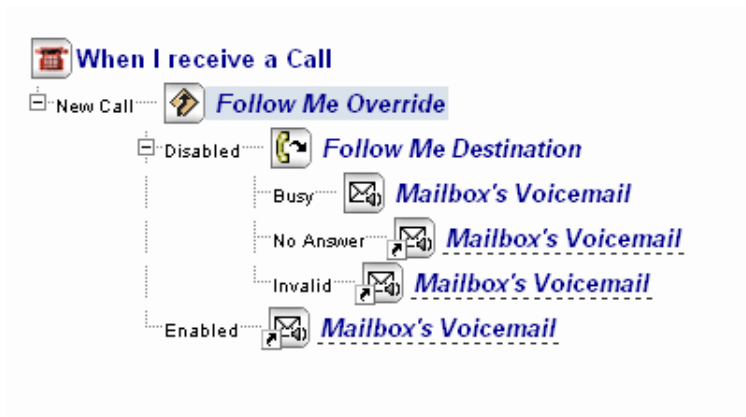 When I receive a Call
New Call Follow Me Override
Disabled Follow Me Destination
Busy Mailbox's Voicemail
No Answer Mailbox's Voicemail
Invalid Mailbox's Voicemail
Enabled Mailbox's Voicemail